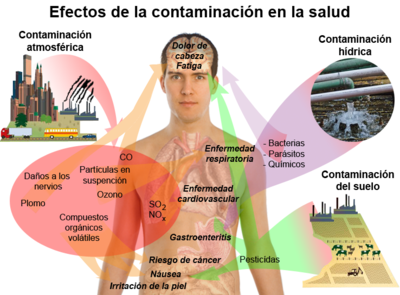 Efectos de la contaminación en la salud
Contaminación
atmosférica
Dolor de
cabeza
Fatiga
Contaminación
hídrica
CO
Partículas en
suspensión
Daños a los
nervios
Ozono
Plomo
SO2
NOx
Compuestos
orgánicos
volátiles
Enfermedad
respiratoria
- Bacterias
- Parásitos
- Químicos
Enfermedad
cardiovascular
Contaminación
del suelo
Gastroenteritis
Riesgo de cáncer
Pesticidas
Náusea
Irritación de la piel